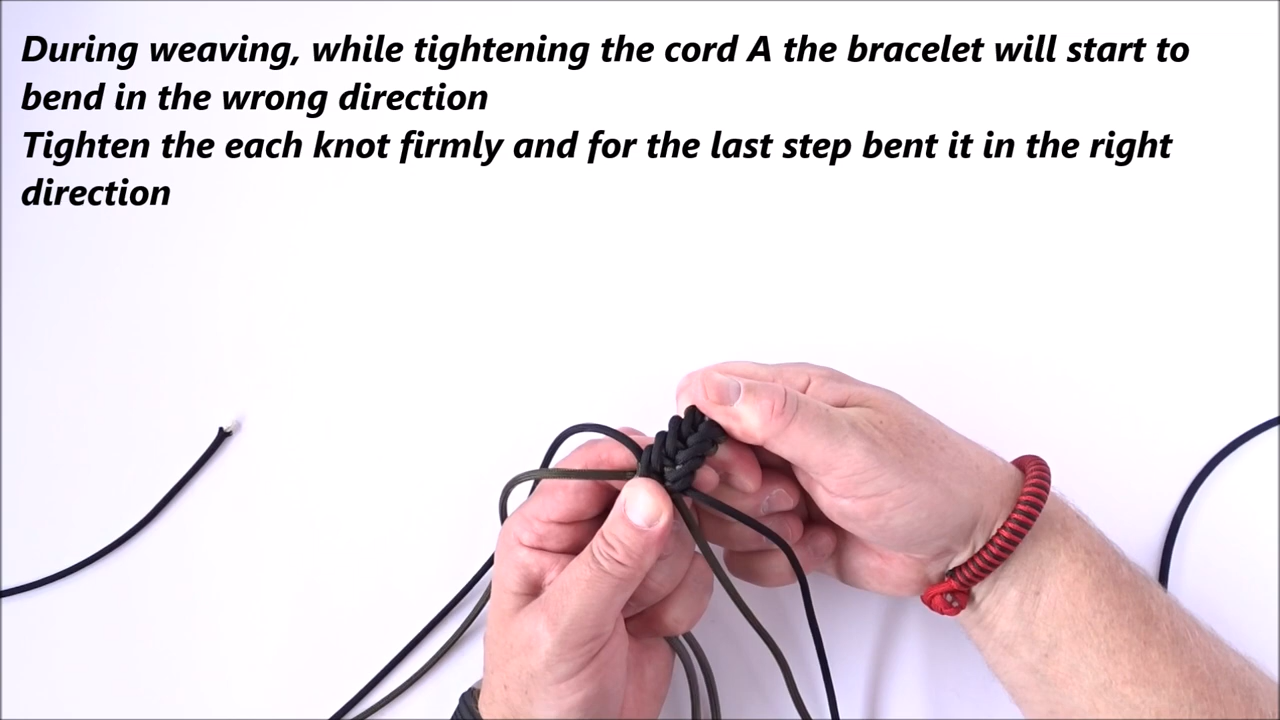 During weaving, while tightening the cord A the bracelet will start to
bend in the wrong direction
Tighten the each knot firmly and for the last step bent it in the right
direction